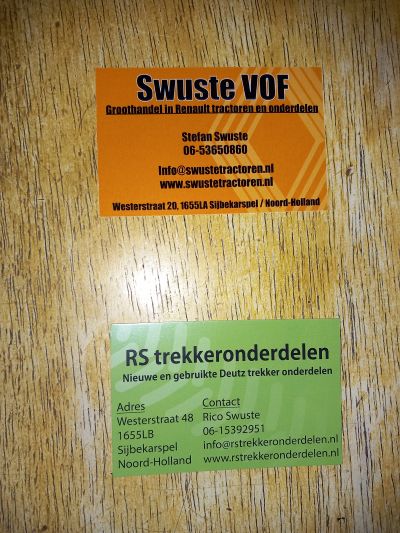 Swuste VOF
Groothandel in Renault tractoren en onderdelen
Stefan Swuste
06-53650860
Info@swustetractoren.nl
www.swustetractoren.nl
Westerstraat 20, 1655LA Sijbekarspel / Noord-Holland
RS trekkeronderdelen
Nieuwe en gebruikte Deutz trekker onderdelen
Adres
Westerstraat 48
1655LB
Sijbekarspel
Noord-Holland
Contact
Rico Swuste
06-15392951
info@rstrekkeronderdelen.nl
www.rstrekkeronderdelen.nl